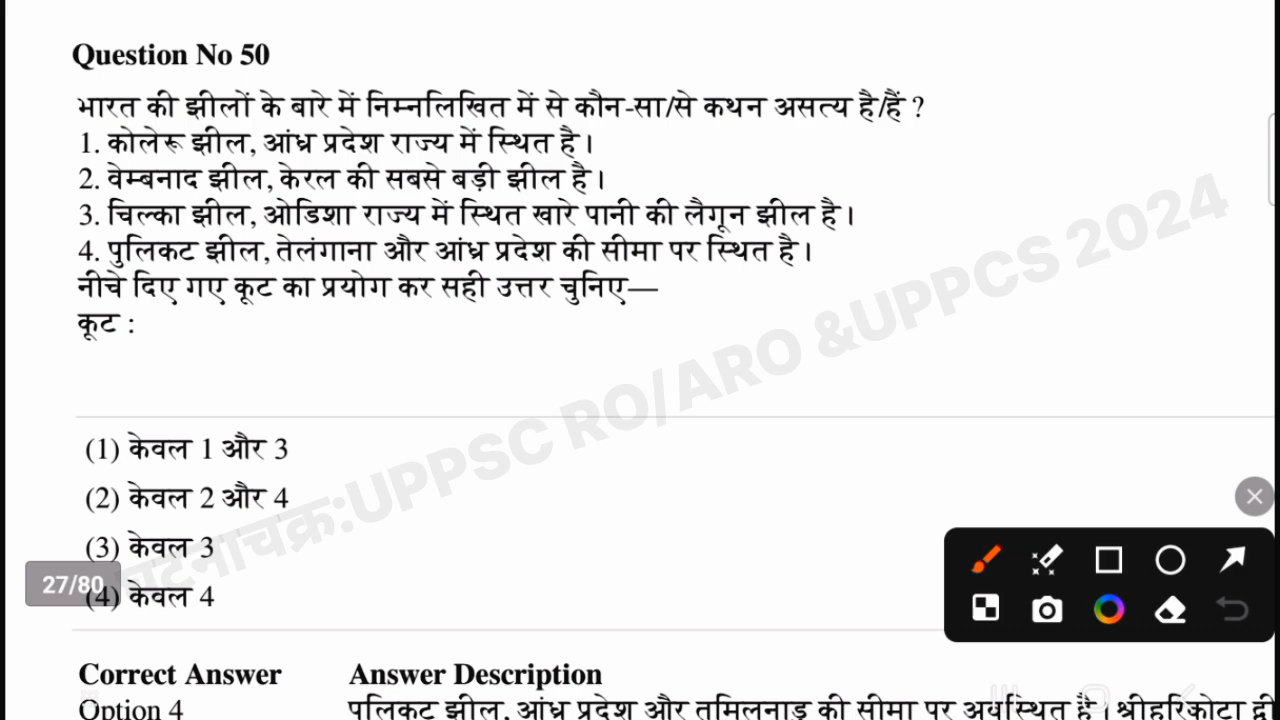 Question No 50
भारत की झीलों के बारे में निम्नलिखित में से कौन-सा/से कथन असत्य है/हैं ?
1. कोलेरू झील, आंध्र प्रदेश राज्य में स्थित है।
2. वेम्बनाद झील, केरल की सबसे बड़ी झील है।
3. चिल्का झील, ओडिशा राज्य में स्थित खारे पानी की लैगून झील है।
4. पुलिकट झील, तेलंगाना और आंध्र प्रदेश की सीमा पर स्थित है।
नीचे दिए गए कूट का प्रयोग कर सही उत्तर चुनिए—
कूट :
घटनाचक्र:UPPSC RO/ARO &UPPCS 2024
(1) केवल 1 और 3
(2) केवल 2 और 4
(3) केवल 3
27/80
(4) केवल 4
Correct Answer Answer Description
Option 4 पुलिकट झील, आंध्र प्रदेश और तमिलनाडु की सीमा पर अवस्थित है। श्रीहरिकोटा